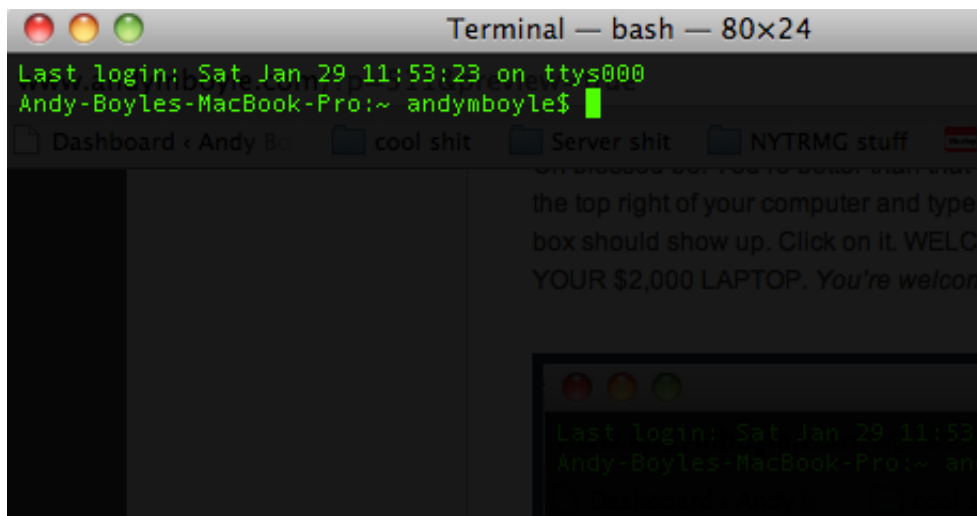 Terminal — bash — 80×24
Last login: Sat Jan 29 11:53:23 on ttys000
Andy-Boyles-MacBook-Pro:~ andymboyle$
Dashboard ‹ Andy Bo cool shit Server shit NYTRMG stuff
the top right of your computer and type
box should show up. Click on it. WELC
YOUR $2,000 LAPTOP. You're welcom
Last login: Sat Jan 29 11:53
Andy-Boyles-MacBook-Pro:~ an